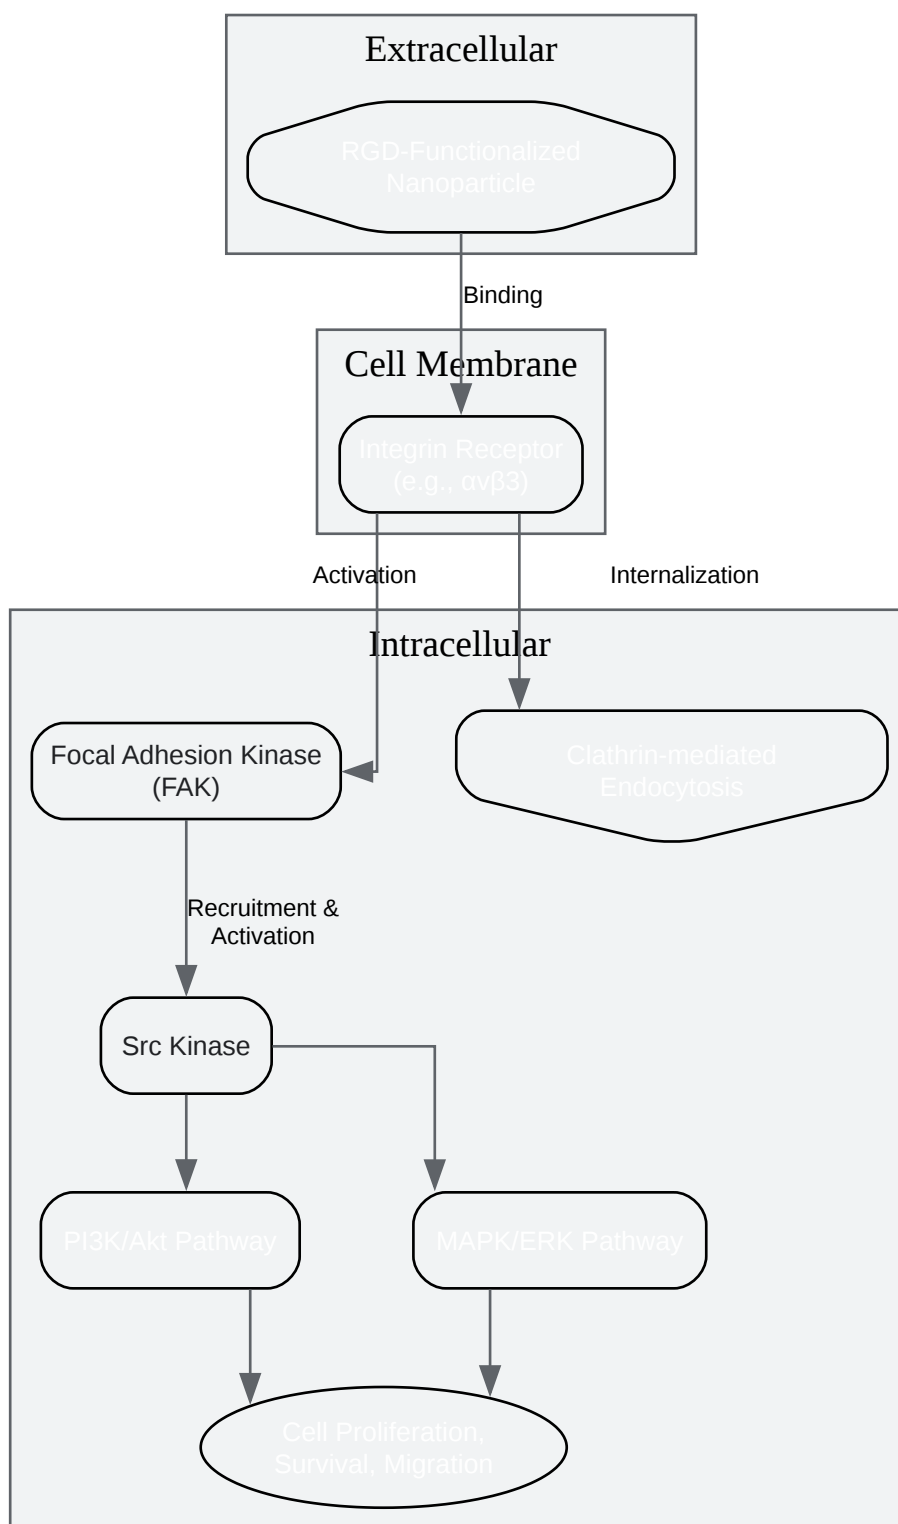 Extracellular
RGD-Functionalized
Nanoparticle
Binding
Cell Membrane
Integrin Receptor
(e.g., αvβ3)
Activation
Internalization
Intracellular
Focal Adhesion Kinase
(FAK)
Clathrin-mediated
Endocytosis
Recruitment &
Activation
Src Kinase
PI3K/Akt Pathway
MAPK/ERK Pathway
Cell Proliferation,
Survival, Migration